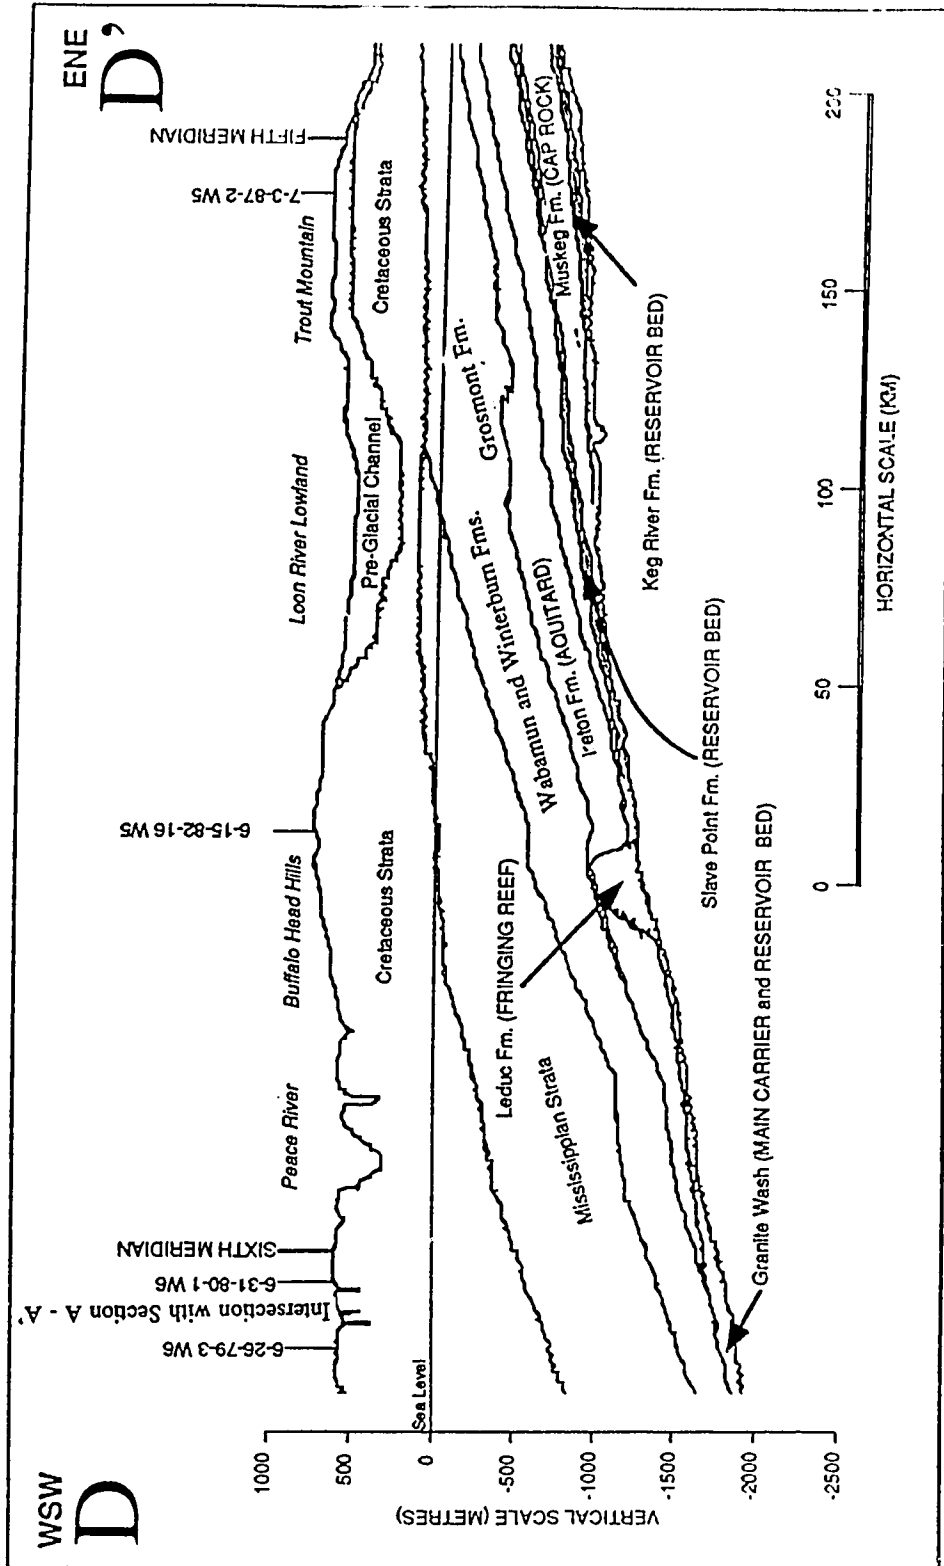 WSW
D
ENE
D'
6-26-79-3 W6
Intersection with Section A - A'
6-31-80-1 W6
SIXTH MERIDIAN
Peace River
Buffalo Head Hills
6-15-82-16 W5
Loon River Lowland
Trout Mountain
7-3-87-2 W5
FIFTH MERIDIAN
Cretaceous Strata
Pre-Glacial Channel
Cretaceous Strata
Sea Level
1000
500
0
-500
-1000
-1500
-2000
-2500
VERTICAL SCALE (METRES)
Mississippian Strata
Leduc Fm. (FRINGING REEF)
Wabamun and Winterburn Fms.
Grosmont Fm.
Ireton Fm. (AQUITARD)
Muskeg Fm. (CAP ROCK)
Granite Wash (MAIN CARRIER and RESERVOIR BED)
Slave Point Fm. (RESERVOIR BED)
Keg River Fm. (RESERVOIR BED)
0
50
100
150
200
HORIZONTAL SCALE (KM)